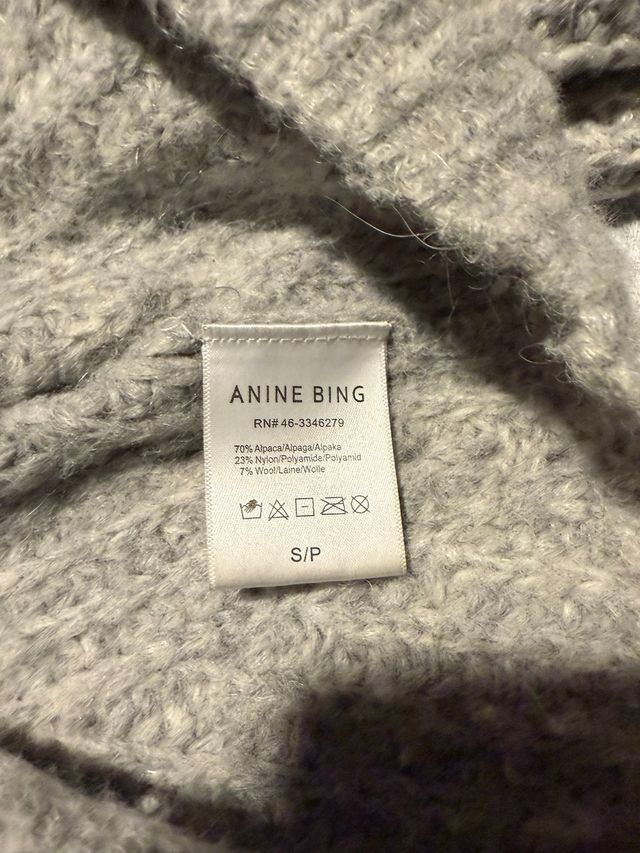 ANINE BING
RN# 46-3346279
70% Alpaca/Alpaga/Alpaka
23% Nylon/Polyamide/Polyamid
7% Wool/Laine/Wolle
S/P